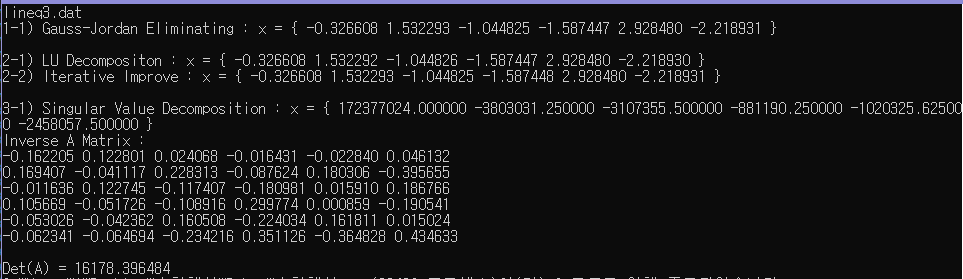 lineq3.dat
1-1) Gauss-Jordan Eliminating : x = { -0.326608 1.532293 -1.044825 -1.587447 2.928480 -2.218931 }
2-1) LU Decompositon : x = { -0.326608 1.532292 -1.044826 -1.587447 2.928480 -2.218930 }
2-2) Iterative Improve : x = { -0.326608 1.532293 -1.044825 -1.587448 2.928480 -2.218931 }
3-1) Singular Value Decomposition : x = { 172377024.000000 -3803031.250000 -3107355.500000 -881190.250000 -1020325.62500
0 -2458057.500000 }
Inverse A Matrix :
-0.162205 0.122801 0.024068 -0.016431 -0.022840 0.046132
0.169407 -0.041117 0.228313 -0.087624 0.180306 -0.395655
-0.011636 0.122745 -0.117407 -0.180981 0.015910 0.186766
0.105669 -0.051726 -0.108916 0.299774 0.000859 -0.190541
-0.053026 -0.042362 0.160508 -0.224034 0.161811 0.015024
-0.062341 -0.064694 -0.234216 0.351126 -0.364828 0.434633
Det(A) = 16178.396484